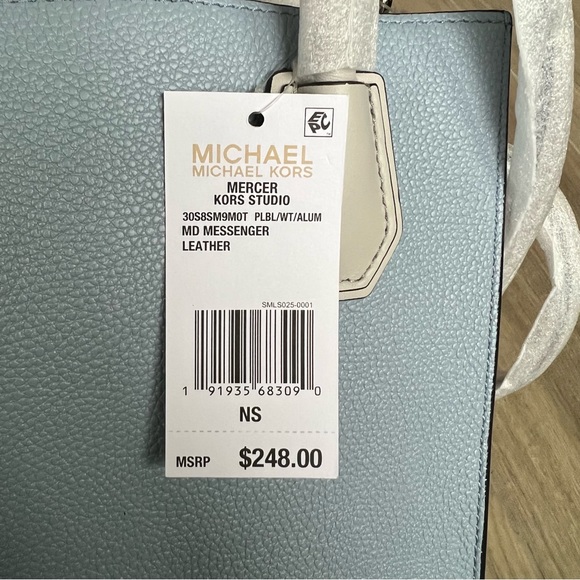 EPC
MICHAEL
MICHAEL KORS
MERCER
KORS STUDIO
30S8SM9M0T PLBL/WT/ALUM
MD MESSENGER
LEATHER
SMLS025-0001
1 91935 68309 0
NS
MSRP $248.00